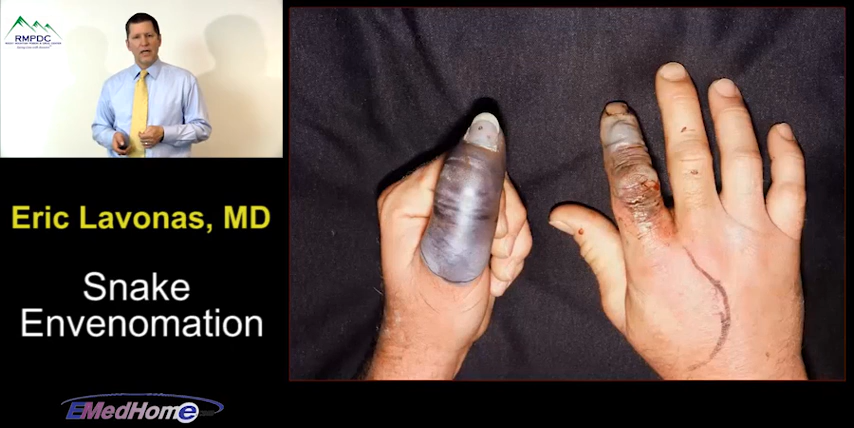 RMPDC
Eric Lavonas, MD
Snake
Envenomation
EMedHome